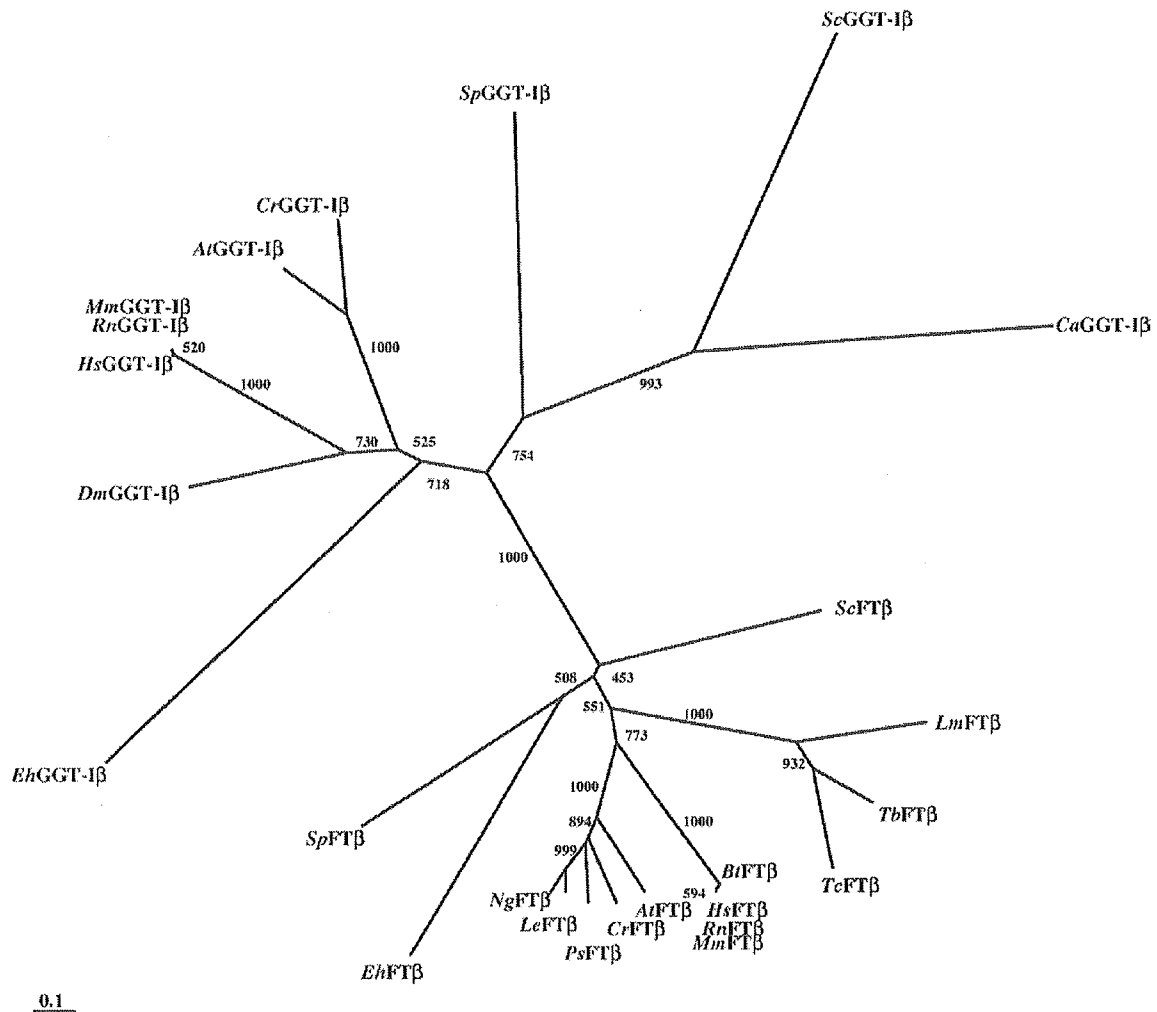 ScGGT-Iβ
SpGGT-Iβ
CrGGT-Iβ
AtGGT-Iβ
MmGGT-Iβ
RnGGT-Iβ
520
HsGGT-Iβ
1000
1000
CaGGT-Iβ
993
730
525
754
718
DmGGT-Iβ
1000
ScFTβ
508
453
551
1000
LmFTβ
773
932
EhGGT-Iβ
1000
TbFTβ
894
1000
SpFTβ
999
BtFTβ
TcFTβ
594
NgFTβ
AtFTβ
HsFTβ
LeFTβ
CrFTβ
RnFTβ
PsFTβ
MmFTβ
EhFTβ
0.1